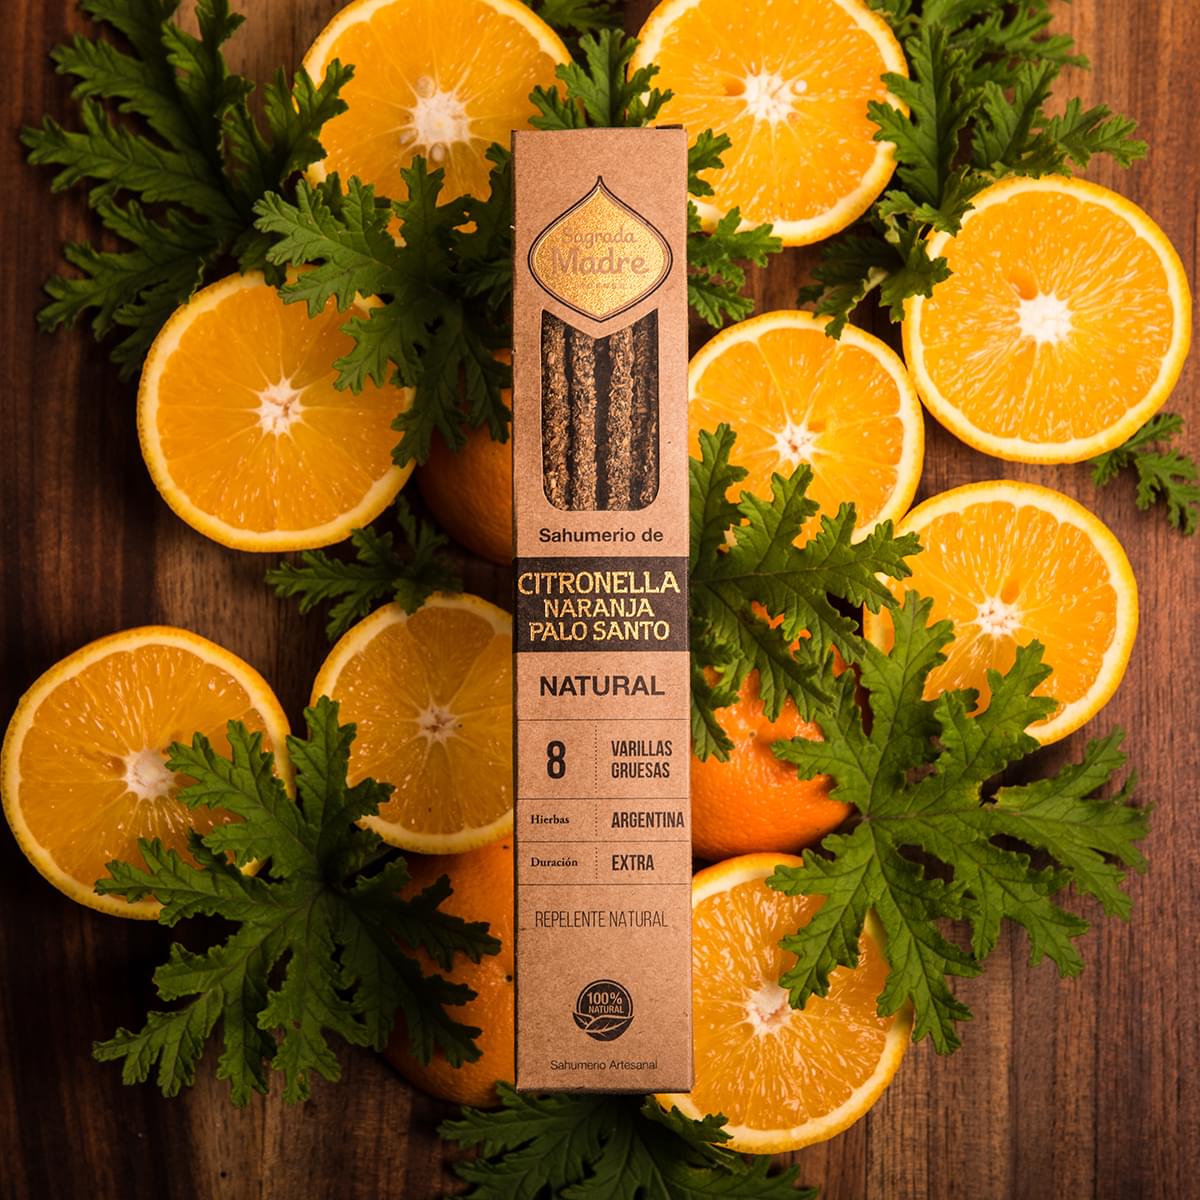 Sagrada
Madre
Sahumerio de
CITRONELLA
NARANJA
PALO SANTO
NATURAL
8
VARILLAS
GRUESAS
Hierbas
ARGENTINA
Duración
EXTRA
REPELENTE NATURAL
100%
NATURAL
Sahumerio Artesanal